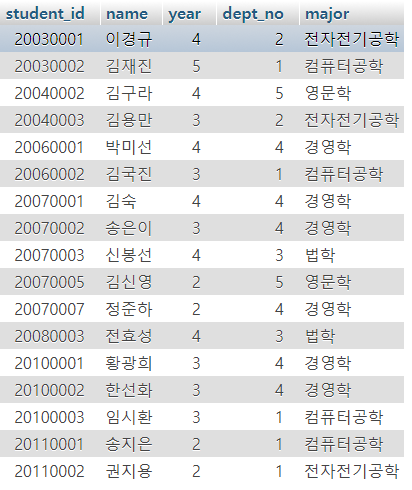 student_id name year dept_no major
20030001 이경규 4 2 전자전기공학
20030002 김재진 5 1 컴퓨터공학
20040002 김구라 4 5 영문학
20040003 김용만 3 2 전자전기공학
20060001 박미선 4 4 경영학
20060002 김국진 3 1 컴퓨터공학
20070001 김숙 4 4 경영학
20070002 송은이 3 4 경영학
20070003 신봉선 4 3 법학
20070005 김신영 2 5 영문학
20070007 정준하 2 4 경영학
20080003 전효성 4 3 법학
20100001 황광희 3 4 경영학
20100002 한선화 3 4 경영학
20100003 임시환 3 1 컴퓨터공학
20110001 송지은 2 1 컴퓨터공학
20110002 권지용 2 1 전자전기공학